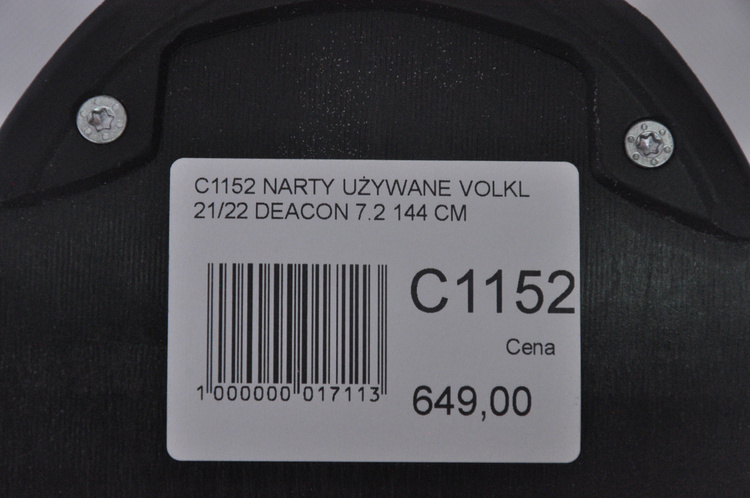 C1152 NARTY UŻYWANE VOLKL
21/22 DEACON 7.2 144 CM
C1152
Cena
649,00
1 000000 017113